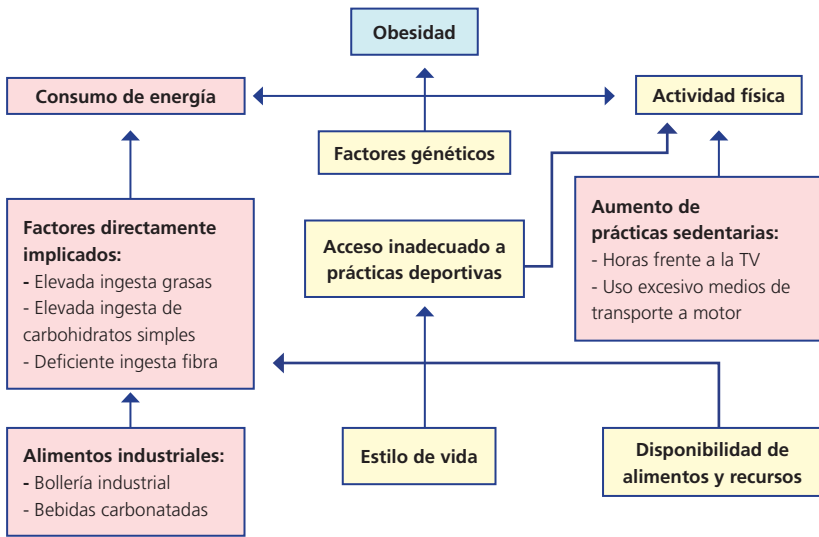 Obesidad
Consumo de energía
Actividad física
Factores généticos
Factores directamente
implicados:
- Elevada ingesta grasas
- Elevada ingesta de
carbohidratos simples
- Deficiente ingesta fibra
Acceso inadecuado a
prácticas deportivas
Aumento de
prácticas sedentarias:
- Horas frente a la TV
- Uso excesivo medios de
transporte a motor
Alimentos industriales:
- Bollería industrial
- Bebidas carbonatadas
Estilo de vida
Disponibilidad de
alimentos y recursos